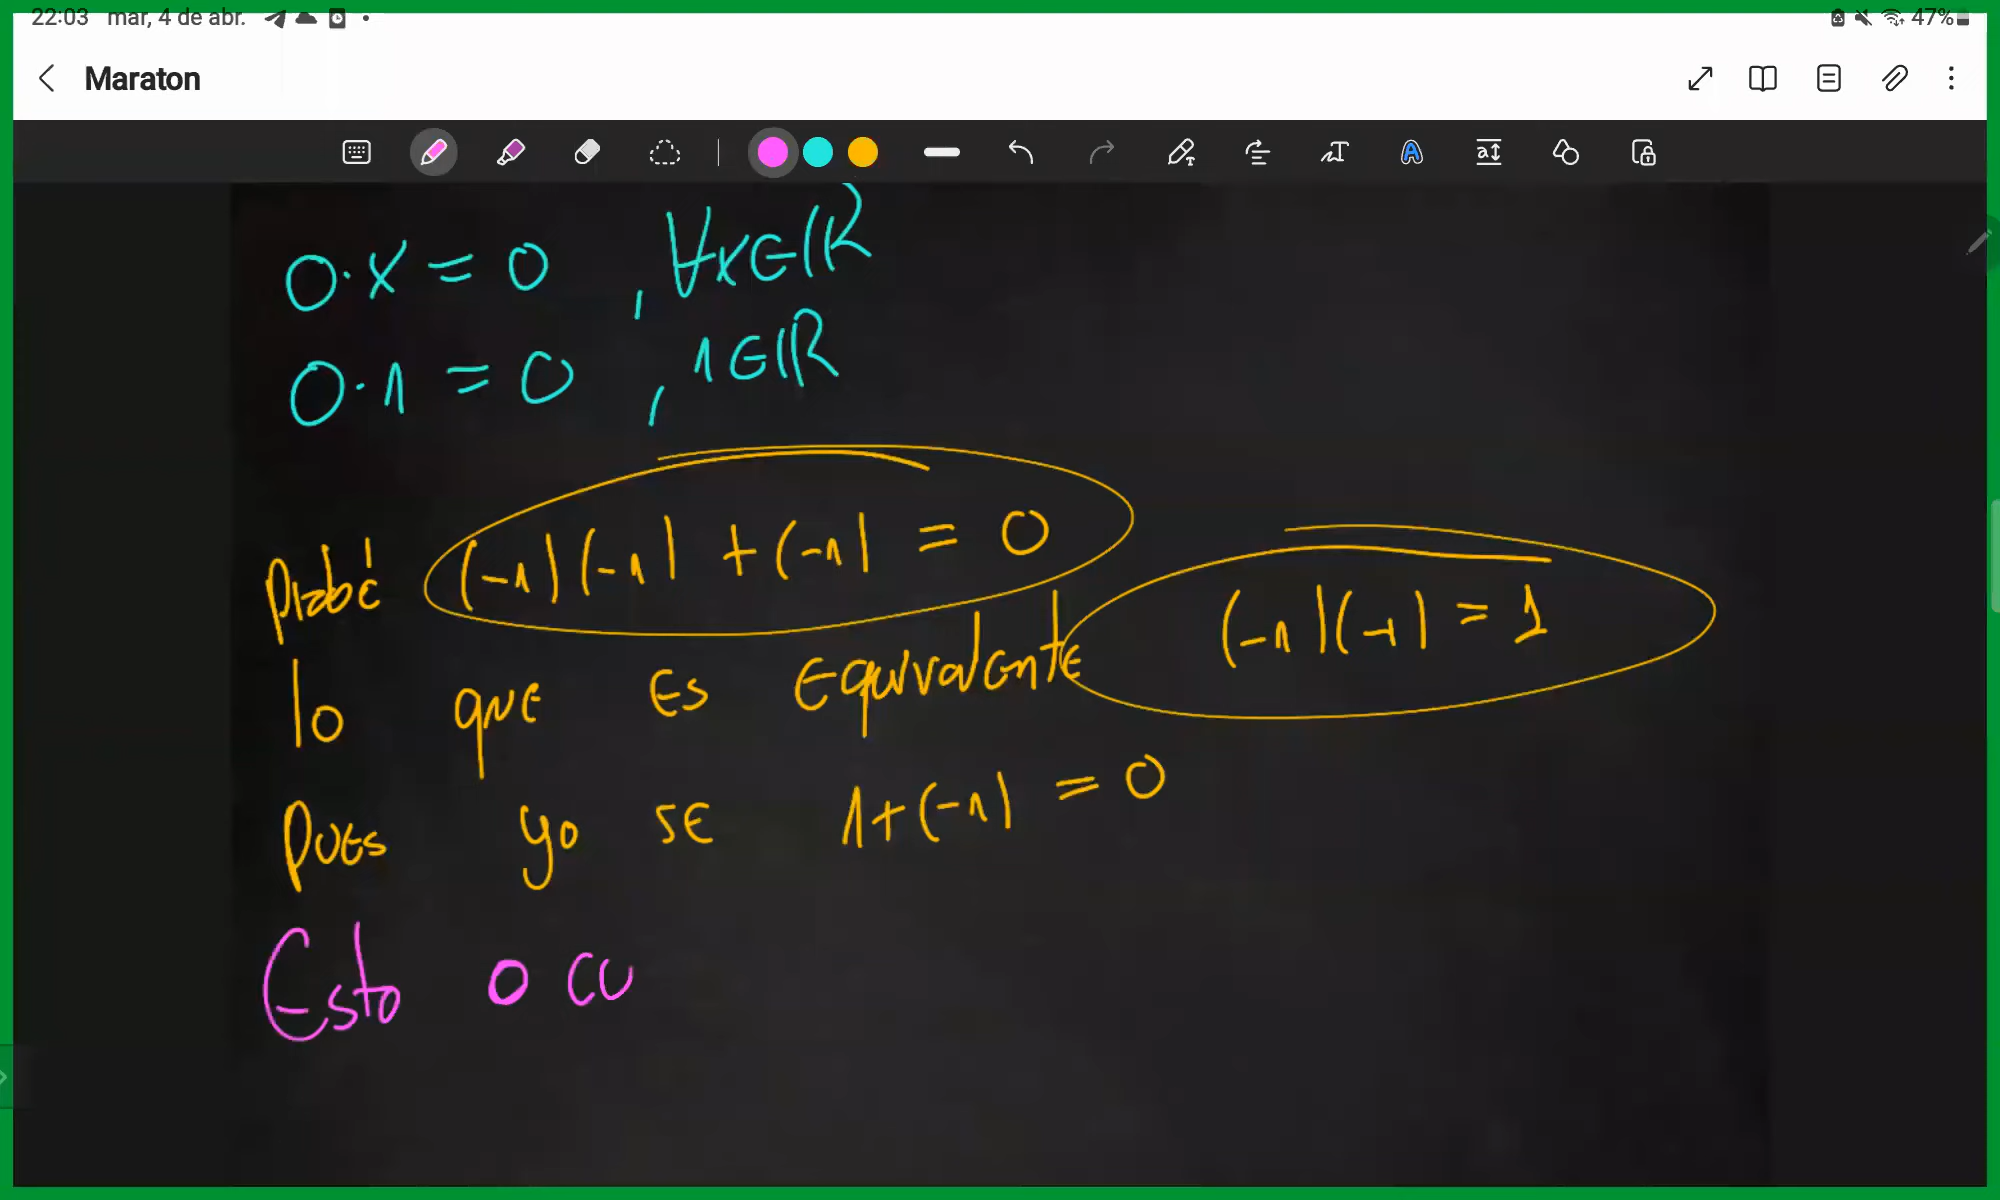 22:03 mar, 4 de abr. 47%
Maraton
0·x = 0 , ∀x∈ℝ
0·1 = 0 , 1∈ℝ
Probé (-1)(-1) + (-1) = 0
lo que es equivalente (-1)(-1) = 1
pues yo se 1+(-1) = 0
Esto ocu